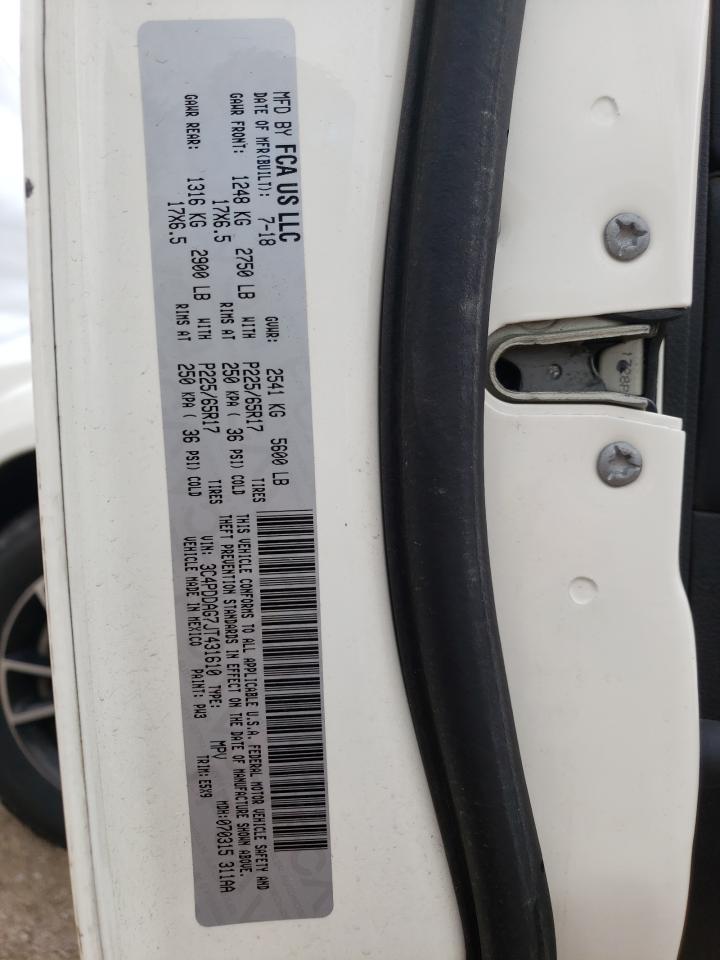 MFD BY FCA US LLC
DATE OF MFR(BUILT): 7-18 GVWR: 2541 KG 5600 LB
GAWR FRONT: 1248 KG 2750 LB WITH P225/65R17 TIRES
17X6.5 RIMS AT 250 KPA ( 36 PSI) COLD
GAWR REAR: 1316 KG 2900 LB WITH P225/65R17 TIRES
17X6.5 RIMS AT 250 KPA ( 36 PSI) COLD
THIS VEHICLE CONFORMS TO ALL APPLICABLE U.S.A. FEDERAL MOTOR VEHICLE SAFETY AND
THEFT PREVENTION STANDARDS IN EFFECT ON THE DATE OF MANUFACTURE SHOWN ABOVE.
VIN: 3C4PDDAG7JT431610 TYPE: MPV MDH:070315 311AA
VEHICLE MADE IN MEXICO PAINT: PW3 TRIM: E5X9